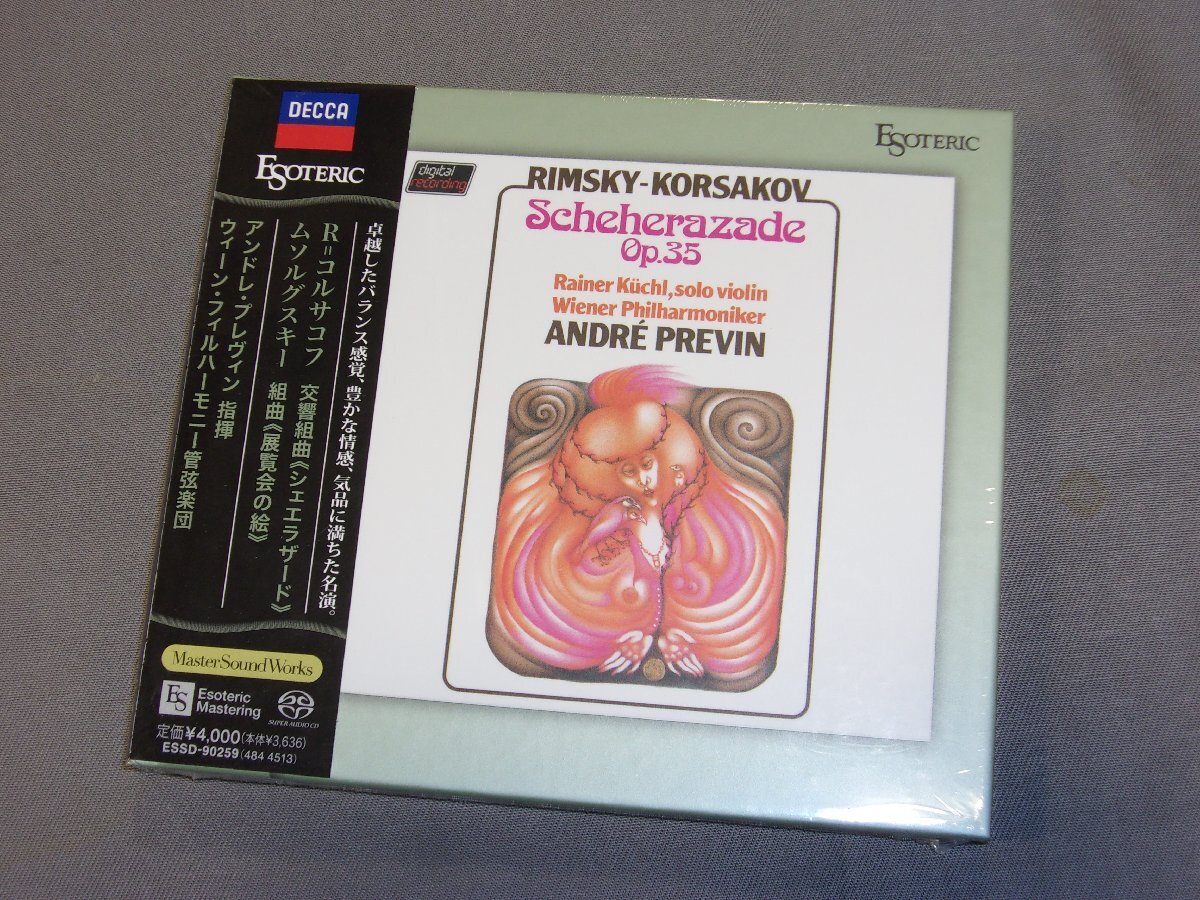 DECCA
ESOTERIC
卓越したバランス感覚、豊かな情感、気品に満ちた名演。
R=コルサコフ 交響組曲《シェエラザード》
ムソルグスキー 組曲《展覧会の絵》
アンドレ・プレヴィン 指揮
ウィーン・フィルハーモニー管弦楽団
MasterSoundWorks
ES Esoteric Mastering
SUPER AUDIO CD
定価¥4,000(本体¥3,636)
ESSD-90259(484 4513)
ESOTERIC
digital
recording
RIMSKY-KORSAKOV
Scheherazade
Op.35
Rainer Küchl, solo violin
Wiener Philharmoniker
ANDRÉ PREVIN